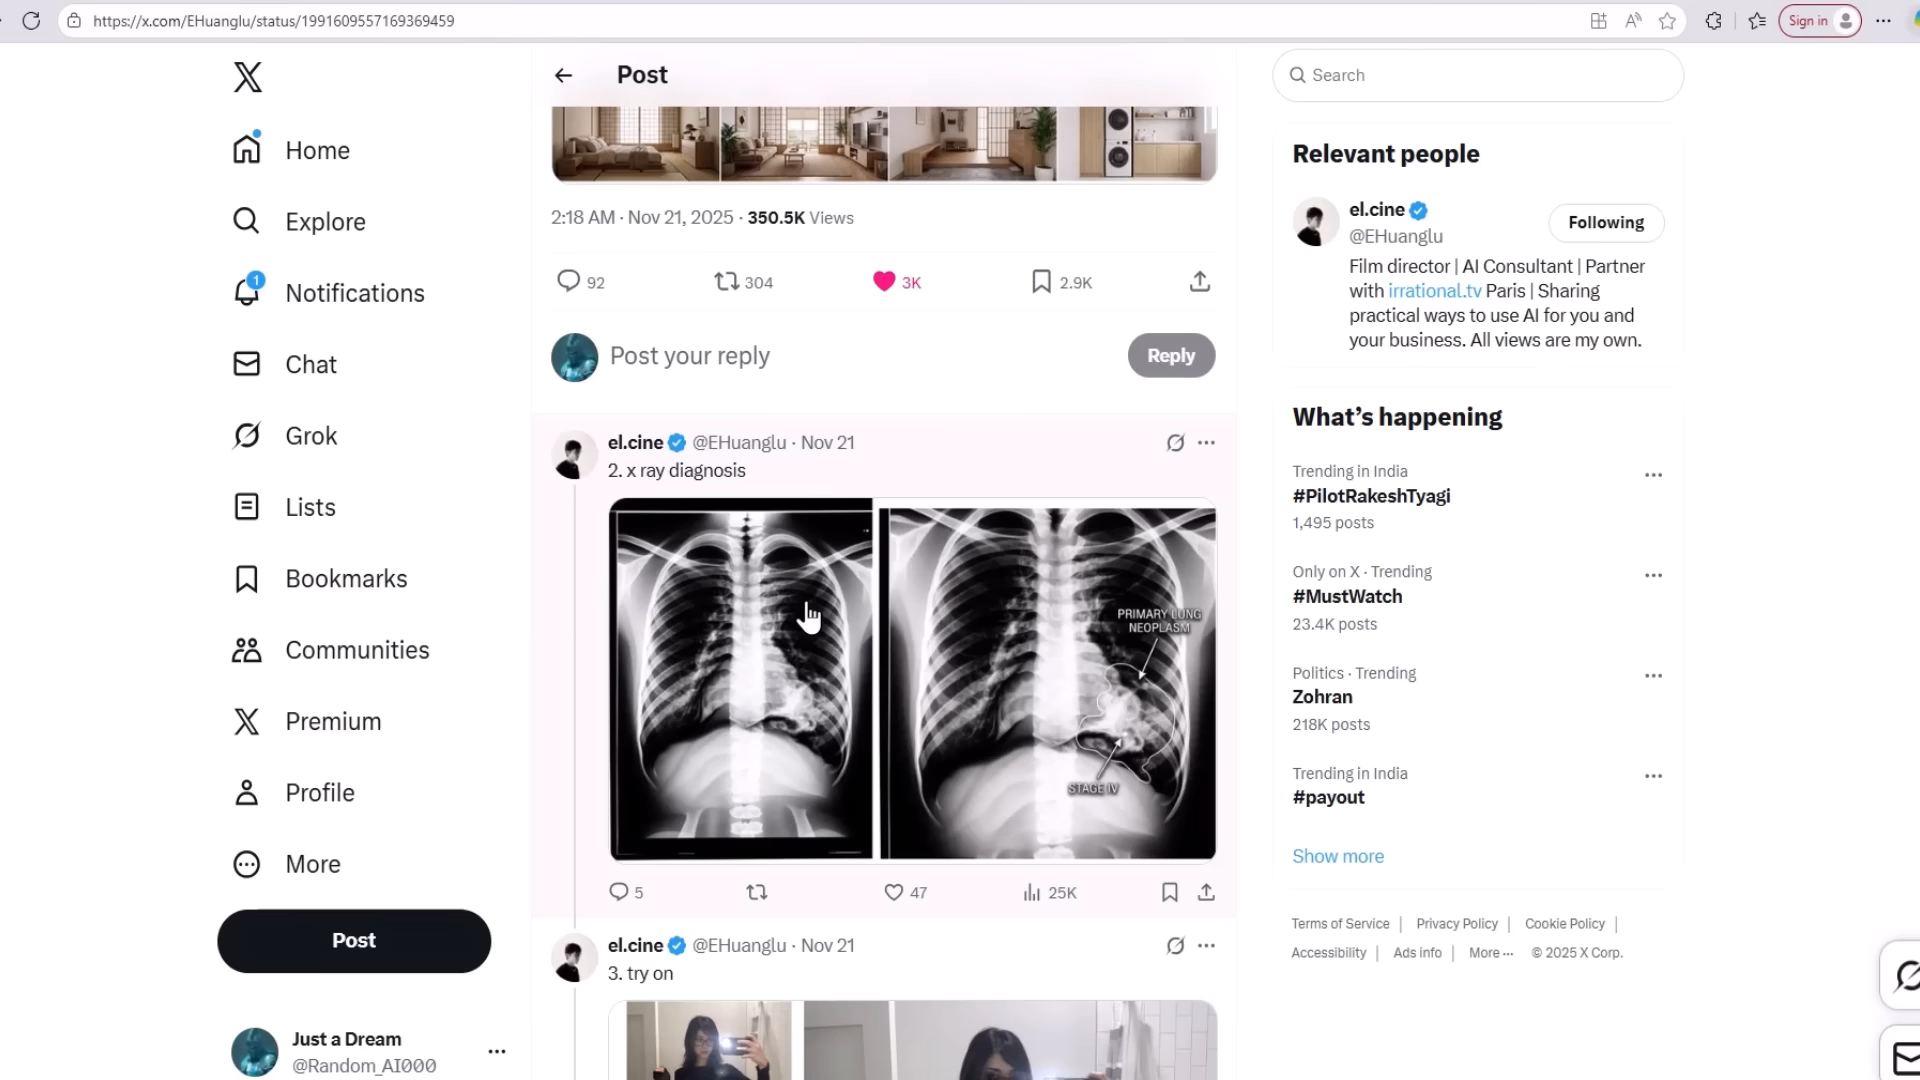 https://x.com/EHuanglu/status/1991609557169369459
Sign in
Home
Explore
1
Notifications
Chat
Grok
Lists
Bookmarks
Communities
Premium
Profile
More
Post
Just a Dream
@Random_AI000
Post
2:18 AM · Nov 21, 2025 · 350.5K Views
92 304 3K 2.9K
Post your reply
Reply
el.cine @EHuanglu · Nov 21
2. x ray diagnosis
PRIMARY LUNG
NEOPLASM
STAGE IV
5 47 25K
el.cine @EHuanglu · Nov 21
3. try on
Search
Relevant people
el.cine
@EHuanglu
Following
Film director | AI Consultant | Partner
with irrational.tv Paris | Sharing
practical ways to use AI for you and
your business. All views are my own.
What's happening
Trending in India
#PilotRakeshTyagi
1,495 posts
Only on X · Trending
#MustWatch
23.4K posts
Politics · Trending
Zohran
218K posts
Trending in India
#payout
Show more
Terms of Service | Privacy Policy | Cookie Policy |
Accessibility | Ads info | More ··· © 2025 X Corp.